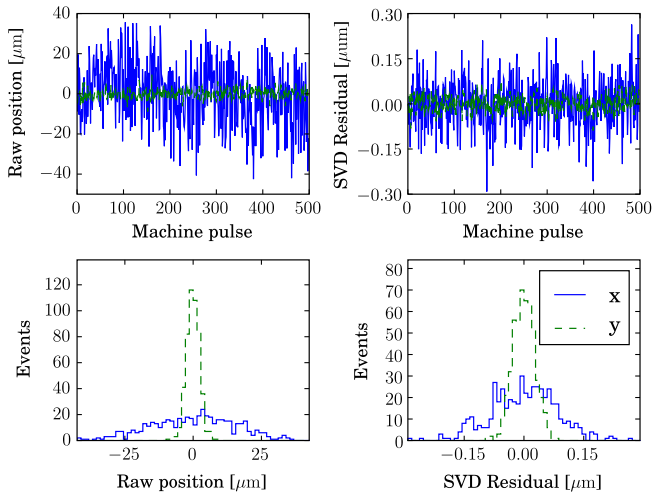 40
20
0
−20
−40
Raw position [μm]
0 100 200 300 400 500
Machine pulse
0.30
0.15
0.00
−0.15
−0.30
SVD Residual [μum]
0 100 200 300 400 500
Machine pulse
120
100
80
60
40
20
0
Events
−25 0 25
Raw position [μm]
80
70
60
50
40
30
20
10
0
Events
x
y
−0.15 0.00 0.15
SVD Residual [μm]